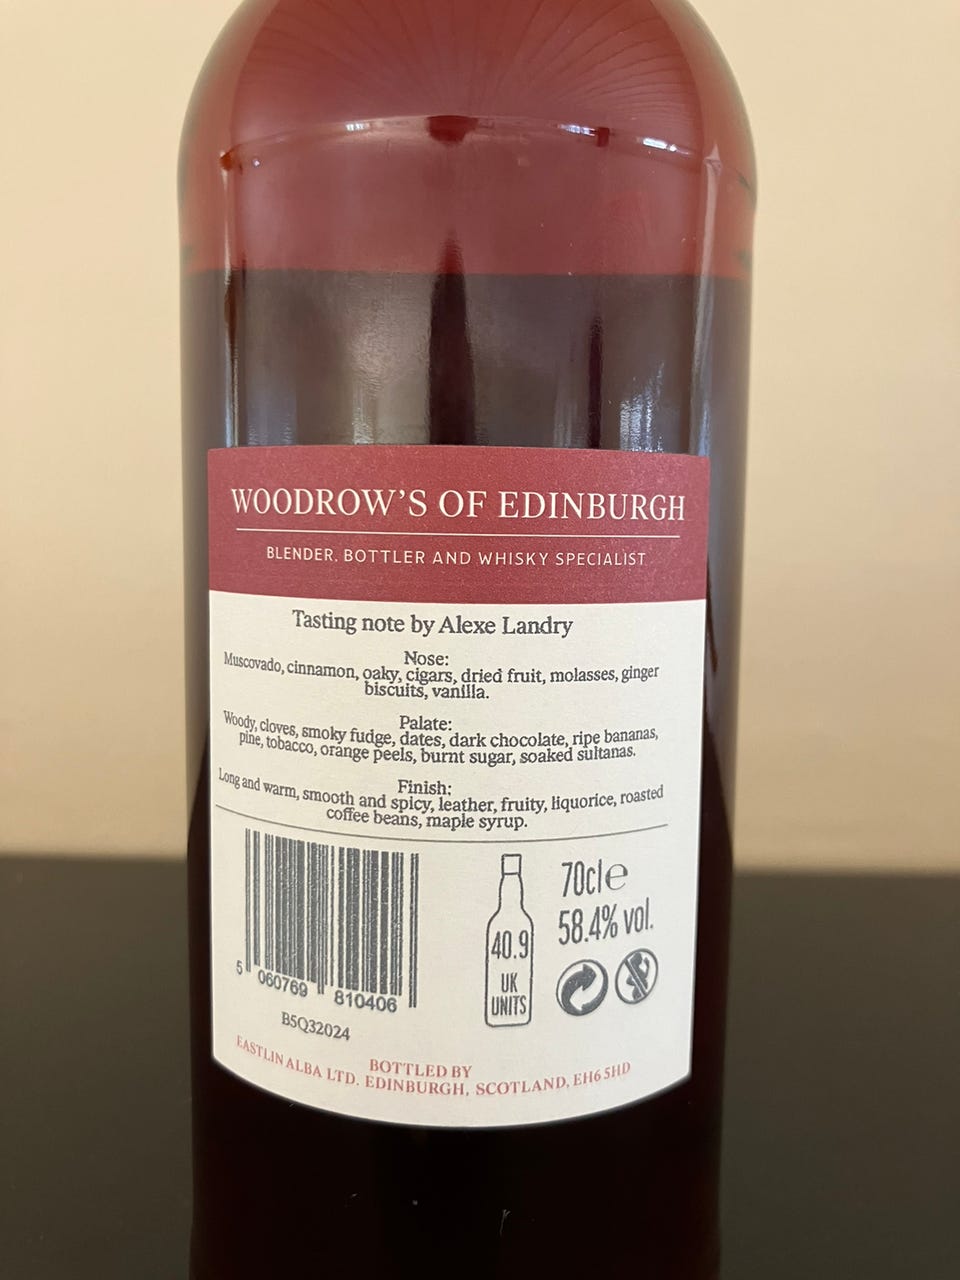 WOODROW'S OF EDINBURGH
BLENDER, BOTTLER AND WHISKY SPECIALIST
Tasting note by Alexe Landry
Nose:
Muscovado, cinnamon, oaky, cigars, dried fruit, molasses, ginger
biscuits, vanilla.
Palate:
Woody, cloves, smoky fudge, dates, dark chocolate, ripe bananas,
pine, tobacco, orange peels, burnt sugar, soaked sultanas.
Finish:
Long and warm, smooth and spicy, leather, fruity, liquorice, roasted
coffee beans, maple syrup.
5 060769 810406
B5Q32024
40.9
UK
UNITS
70cl e
58.4% vol.
BOTTLED BY
EASTLIN ALBA LTD. EDINBURGH, SCOTLAND, EH6 5HD